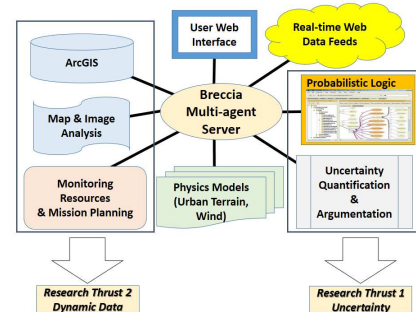 User Web
Interface
Real-time Web
Data Feeds
ArcGIS
Breccia
Multi-agent
Server
Probabilistic Logic
Map & Image
Analysis
Monitoring
Resources
& Mission Planning
Physics Models
(Urban Terrain,
Wind)
Uncertainty
Quantification
&
Argumentation
Research Thrust 2
Dynamic Data
Research Thrust 1
Uncertainty